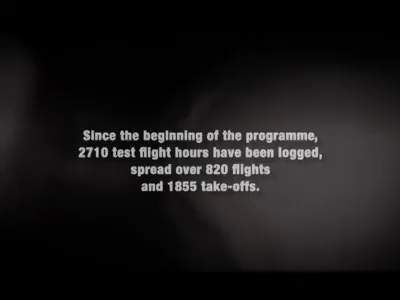 Since the beginning of the programme,
2710 test flight hours have been logged,
spread over 820 flights
and 1855 take-offs.